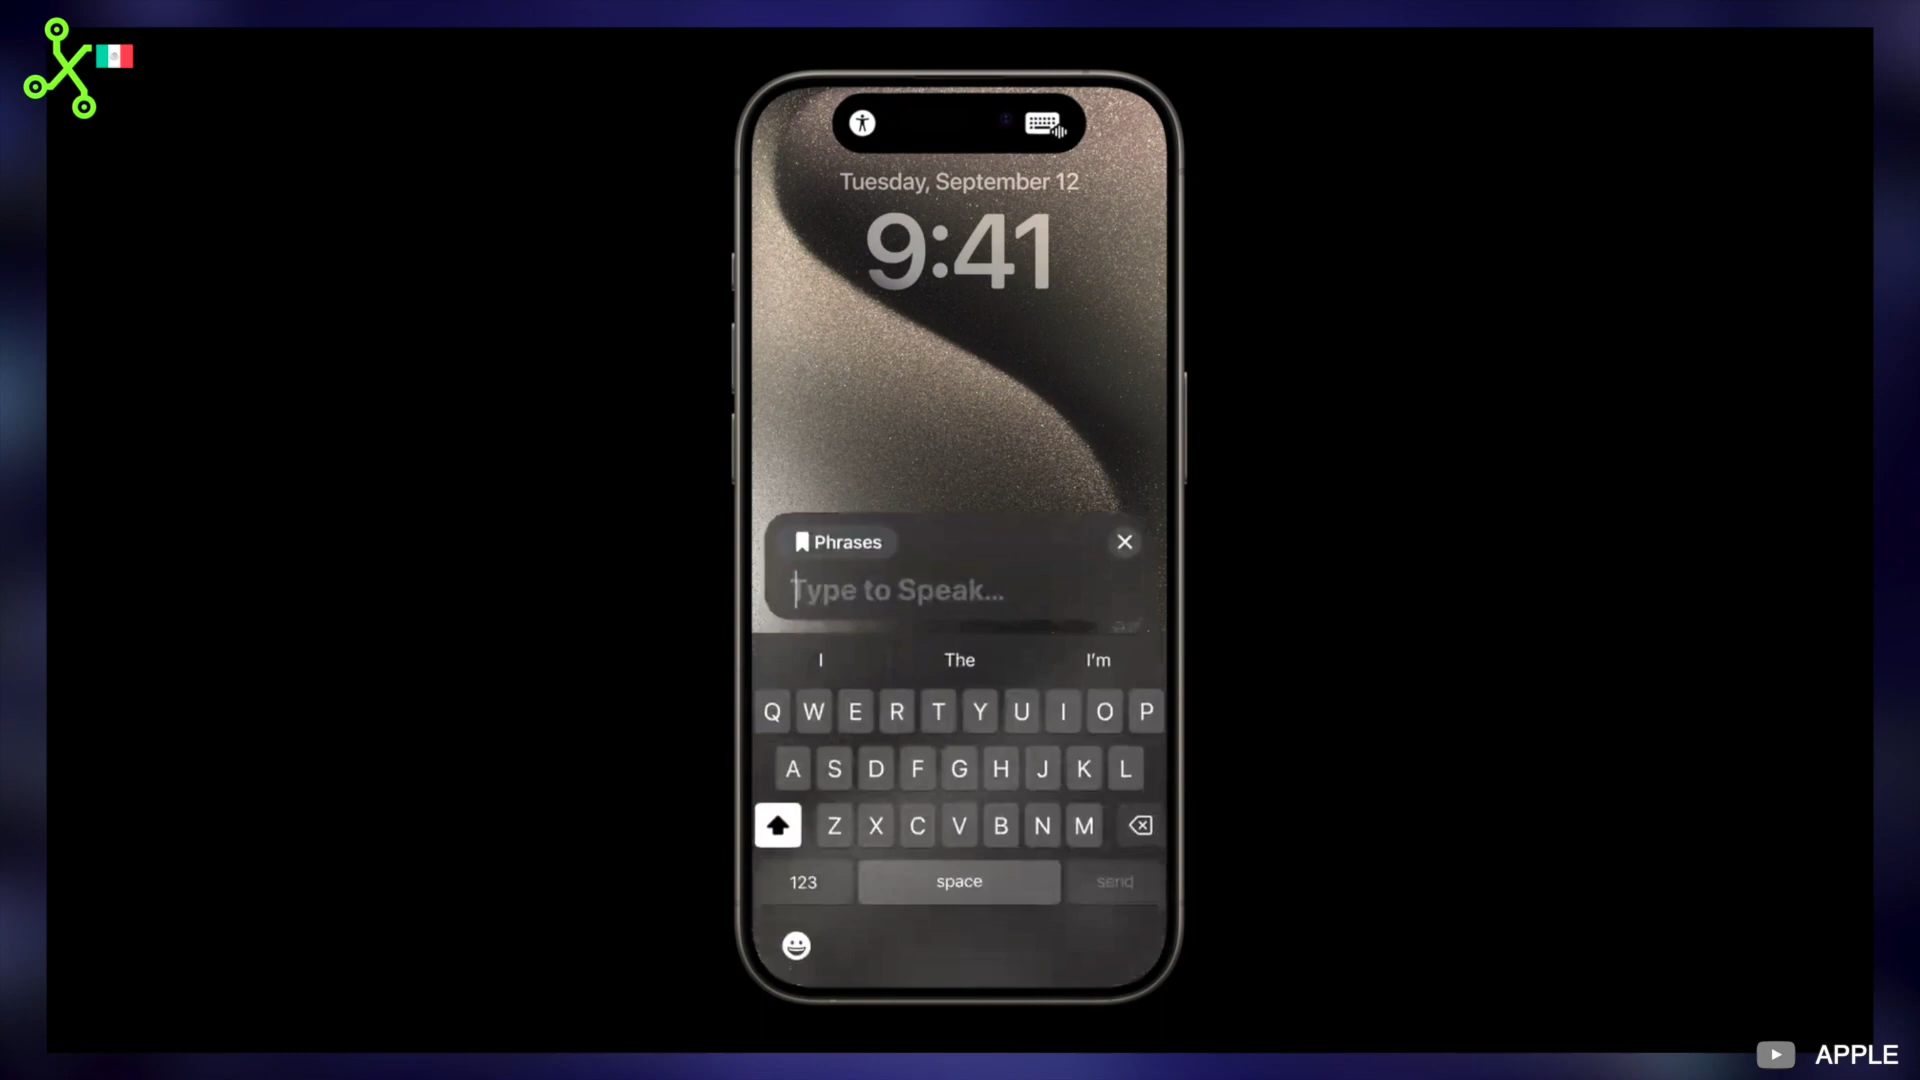 Tuesday, September 12
9:41
Phrases
Type to Speak...
I The I'm
Q W E R T Y U I O P
A S D F G H J K L
Z X C V B N M
123 space send
APPLE